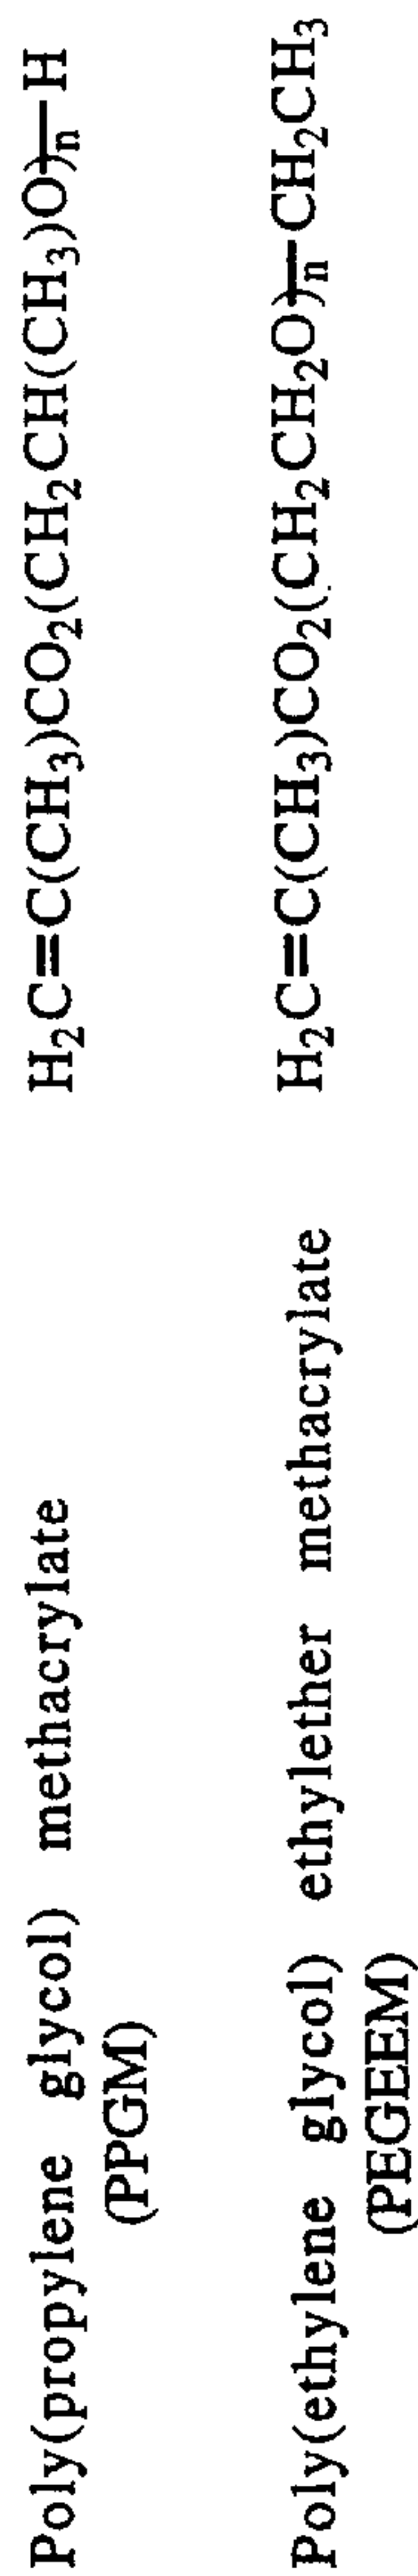 Poly(propylene glycol) methacrylate H₂C=C(CH₃)CO₂(CH₂CH(CH₃)O)ₙ—H
(PPGM)
Poly(ethylene glycol) ethylether methacrylate H₂C=C(CH₃)CO₂(CH₂CH₂O)ₙ—CH₂CH₃
(PEGEEM)